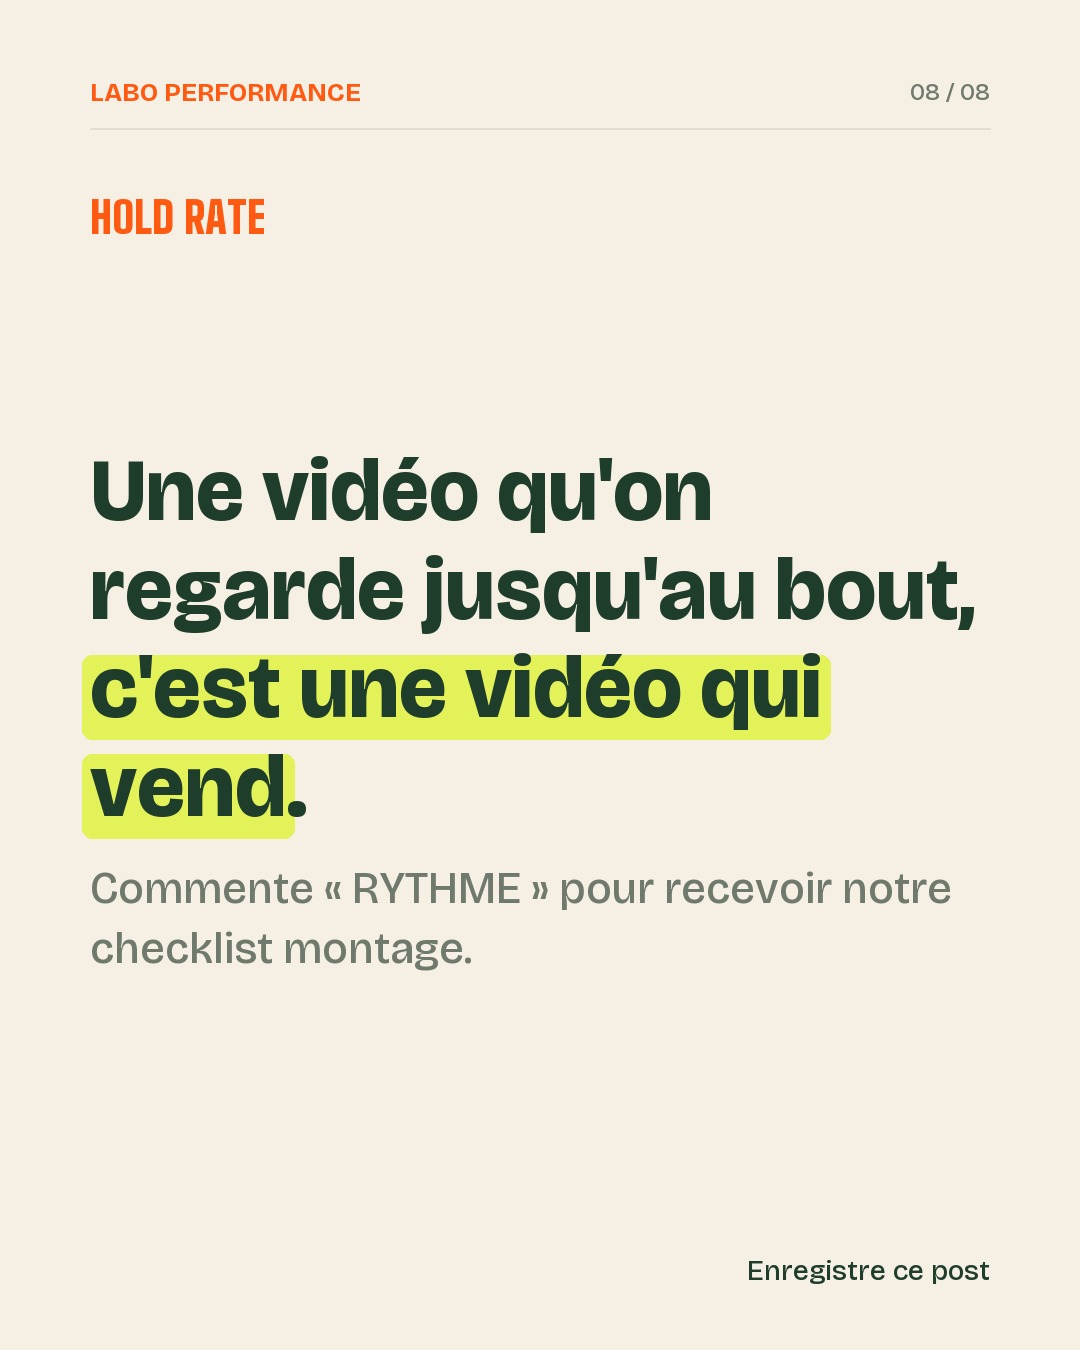 LABO PERFORMANCE
08 / 08
HOLD RATE
Une vidéo qu'on
regarde jusqu'au bout,
c'est une vidéo qui
vend.
Commente « RYTHME » pour recevoir notre
checklist montage.
Enregistre ce post